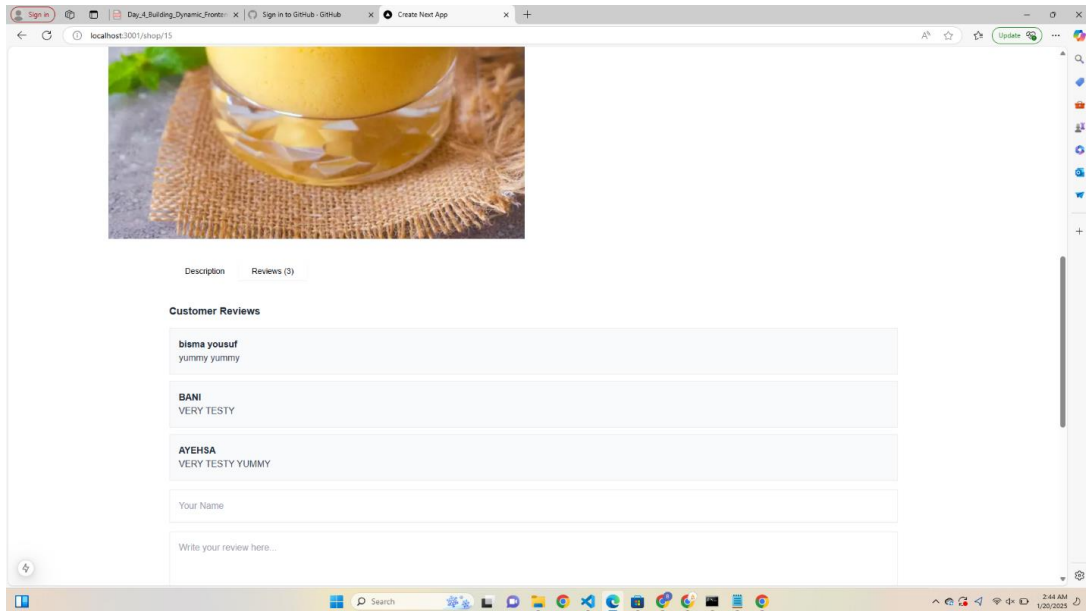 Sign in
Day_4_Building_Dynamic_Fronter
Sign in to GitHub · GitHub
Create Next App
localhost:3001/shop/15
Update
Description
Reviews (3)
Customer Reviews
bisma yousuf
yummy yummy
BANI
VERY TESTY
AYEHSA
VERY TESTY YUMMY
Your Name
Write your review here...
Search
2:44 AM
1/20/2025